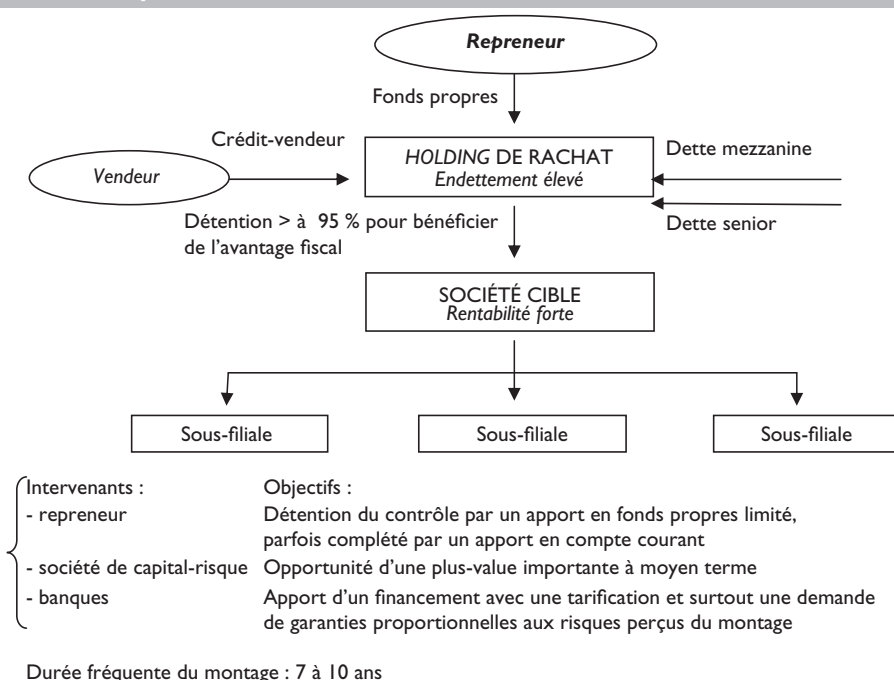 Repreneur
Fonds propres
Crédit-vendeur
HOLDING DE RACHAT
Endettement élevé
Dette mezzanine
Vendeur
Détention > à 95 % pour bénéficier
de l'avantage fiscal
Dette senior
SOCIÉTÉ CIBLE
Rentabilité forte
Sous-filiale
Sous-filiale
Sous-filiale
Intervenants : Objectifs :
- repreneur Détention du contrôle par un apport en fonds propres limité,
parfois complété par un apport en compte courant
- société de capital-risque Opportunité d'une plus-value importante à moyen terme
- banques Apport d'un financement avec une tarification et surtout une demande
de garanties proportionnelles aux risques perçus du montage
Durée fréquente du montage : 7 à 10 ans